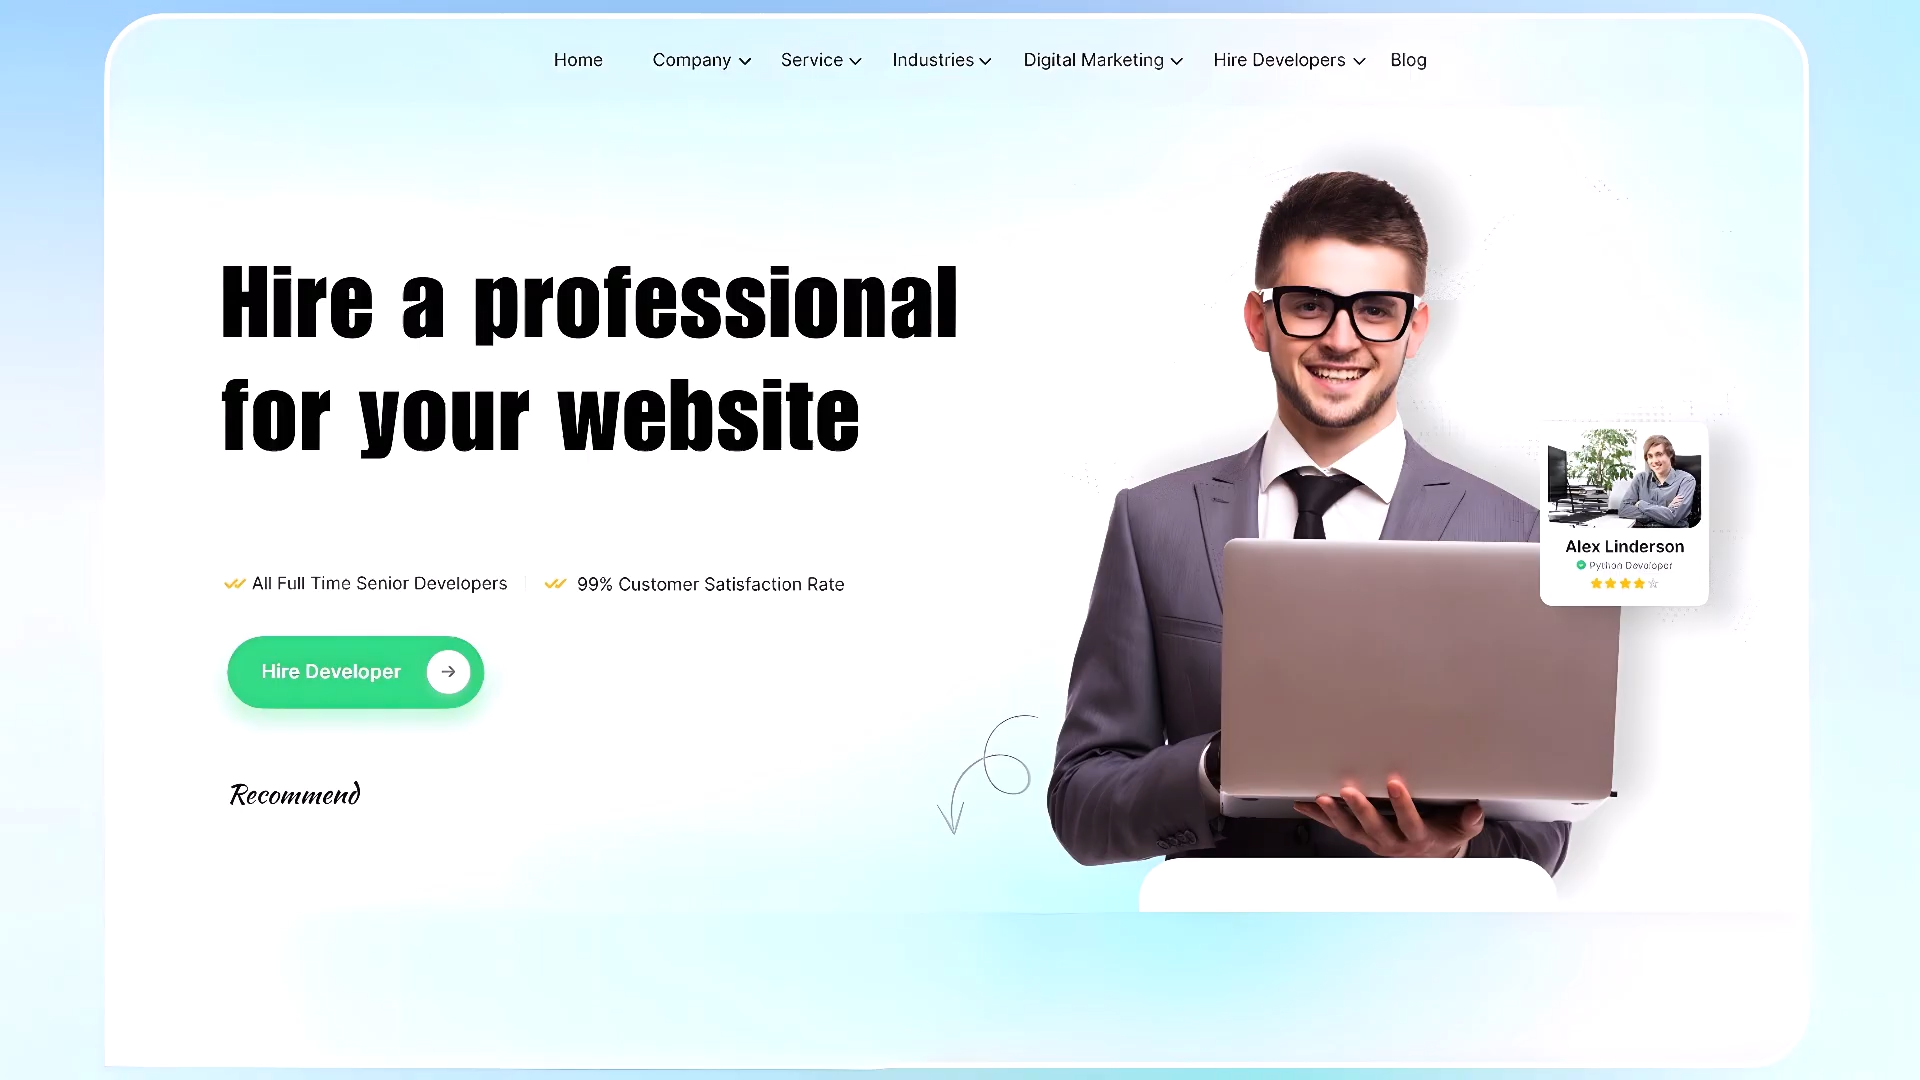 Home Company Service Industries Digital Marketing Hire Developers Blog
Hire a professional
for your website
All Full Time Senior Developers 99% Customer Satisfaction Rate
Hire Developer
Recommend
Alex Linderson
Python Developer